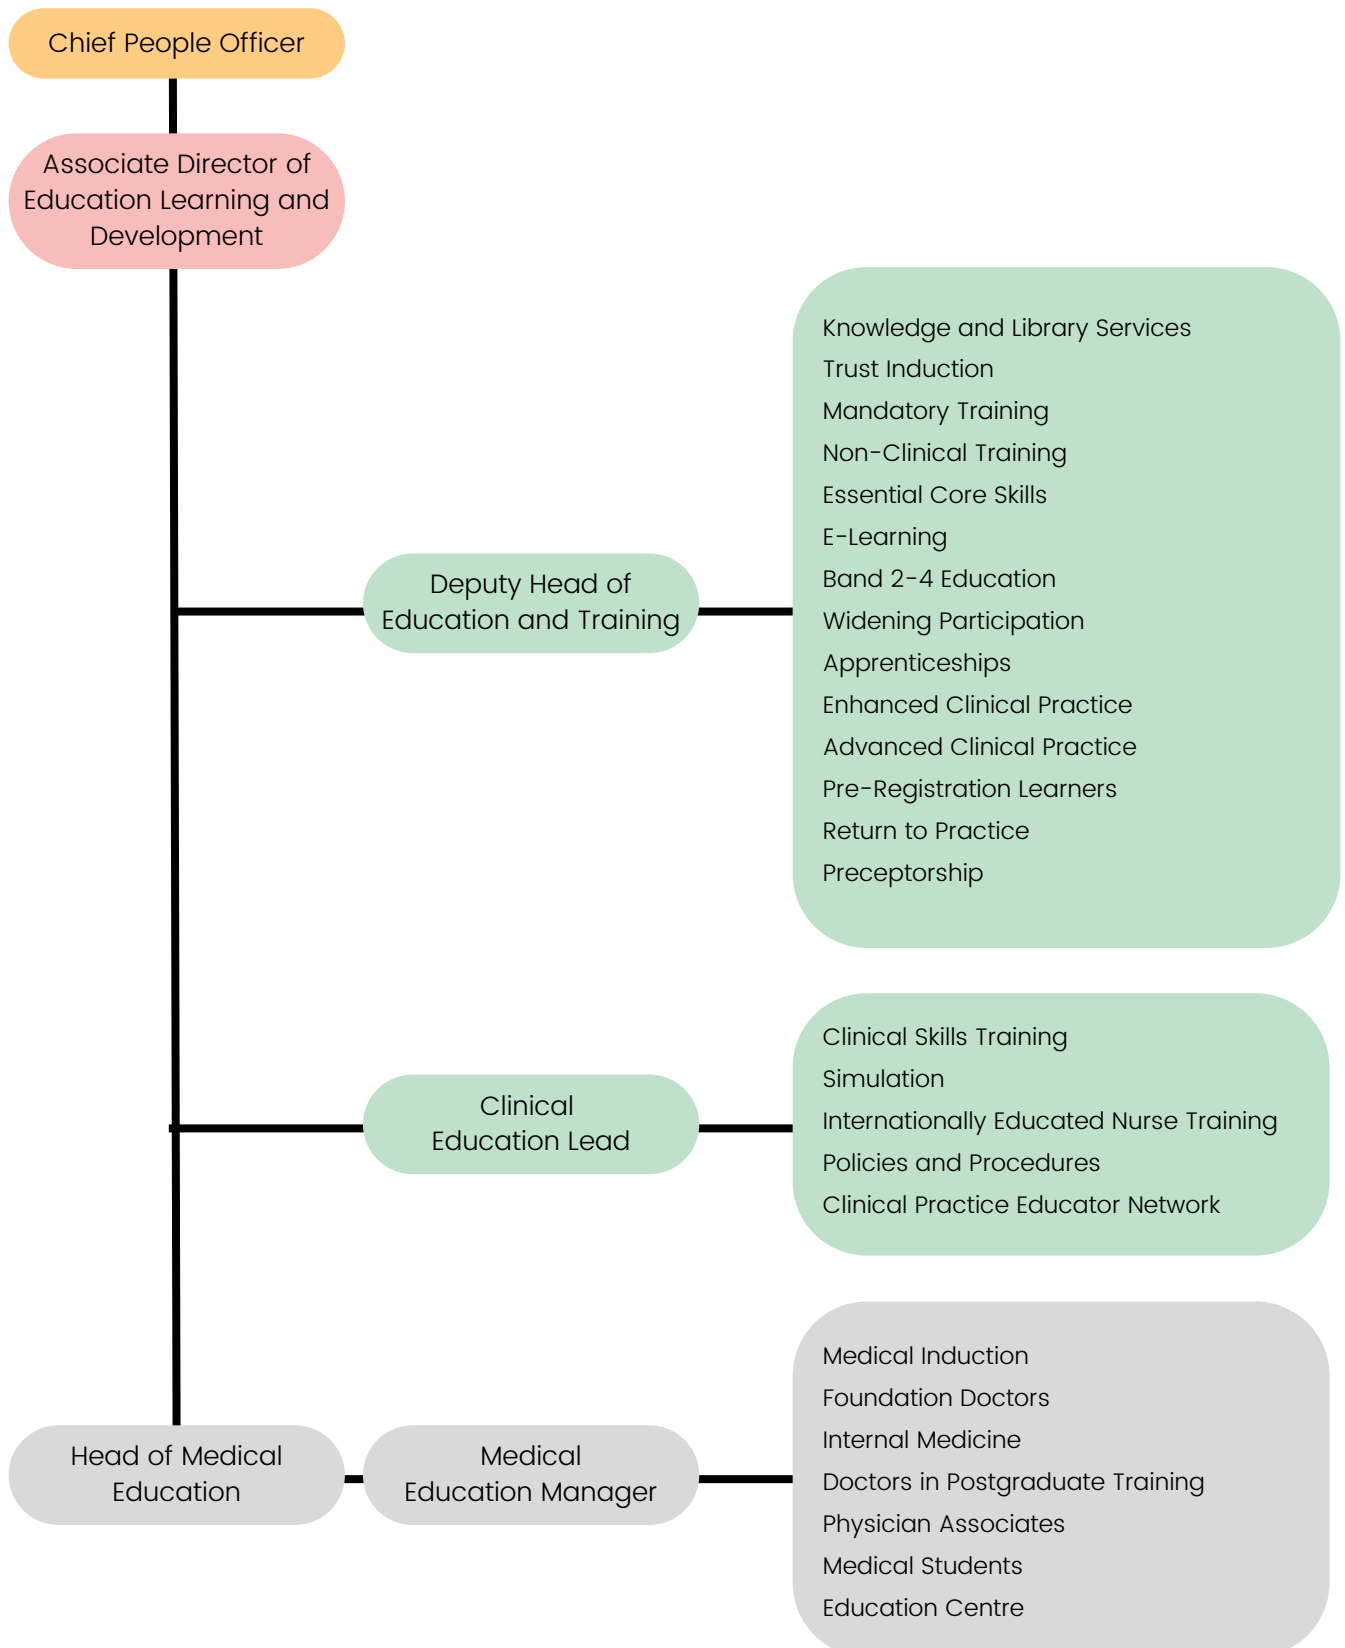 Chief People Officer
Associate Director of
Education Learning and
Development
Deputy Head of
Education and Training
Knowledge and Library Services
Trust Induction
Mandatory Training
Non-Clinical Training
Essential Core Skills
E-Learning
Band 2-4 Education
Widening Participation
Apprenticeships
Enhanced Clinical Practice
Advanced Clinical Practice
Pre-Registration Learners
Return to Practice
Preceptorship
Clinical
Education Lead
Clinical Skills Training
Simulation
Internationally Educated Nurse Training
Policies and Procedures
Clinical Practice Educator Network
Head of Medical
Education
Medical
Education Manager
Medical Induction
Foundation Doctors
Internal Medicine
Doctors in Postgraduate Training
Physician Associates
Medical Students
Education Centre